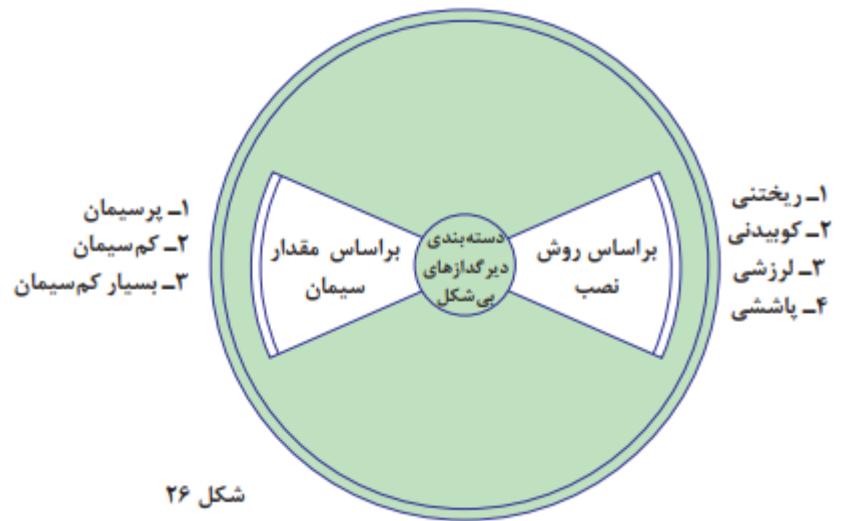 دسته‌بندی
دیرگدازهای
بی‌شکل
براساس روش
نصب
۱ـ ریختنی
۲ـ کوبیدنی
۳ـ لرزشی
۴ـ پاششی
براساس مقدار
سیمان
۱ـ پرسیمان
۲ـ کم‌سیمان
۳ـ بسیار کم‌سیمان
شکل ۲۶